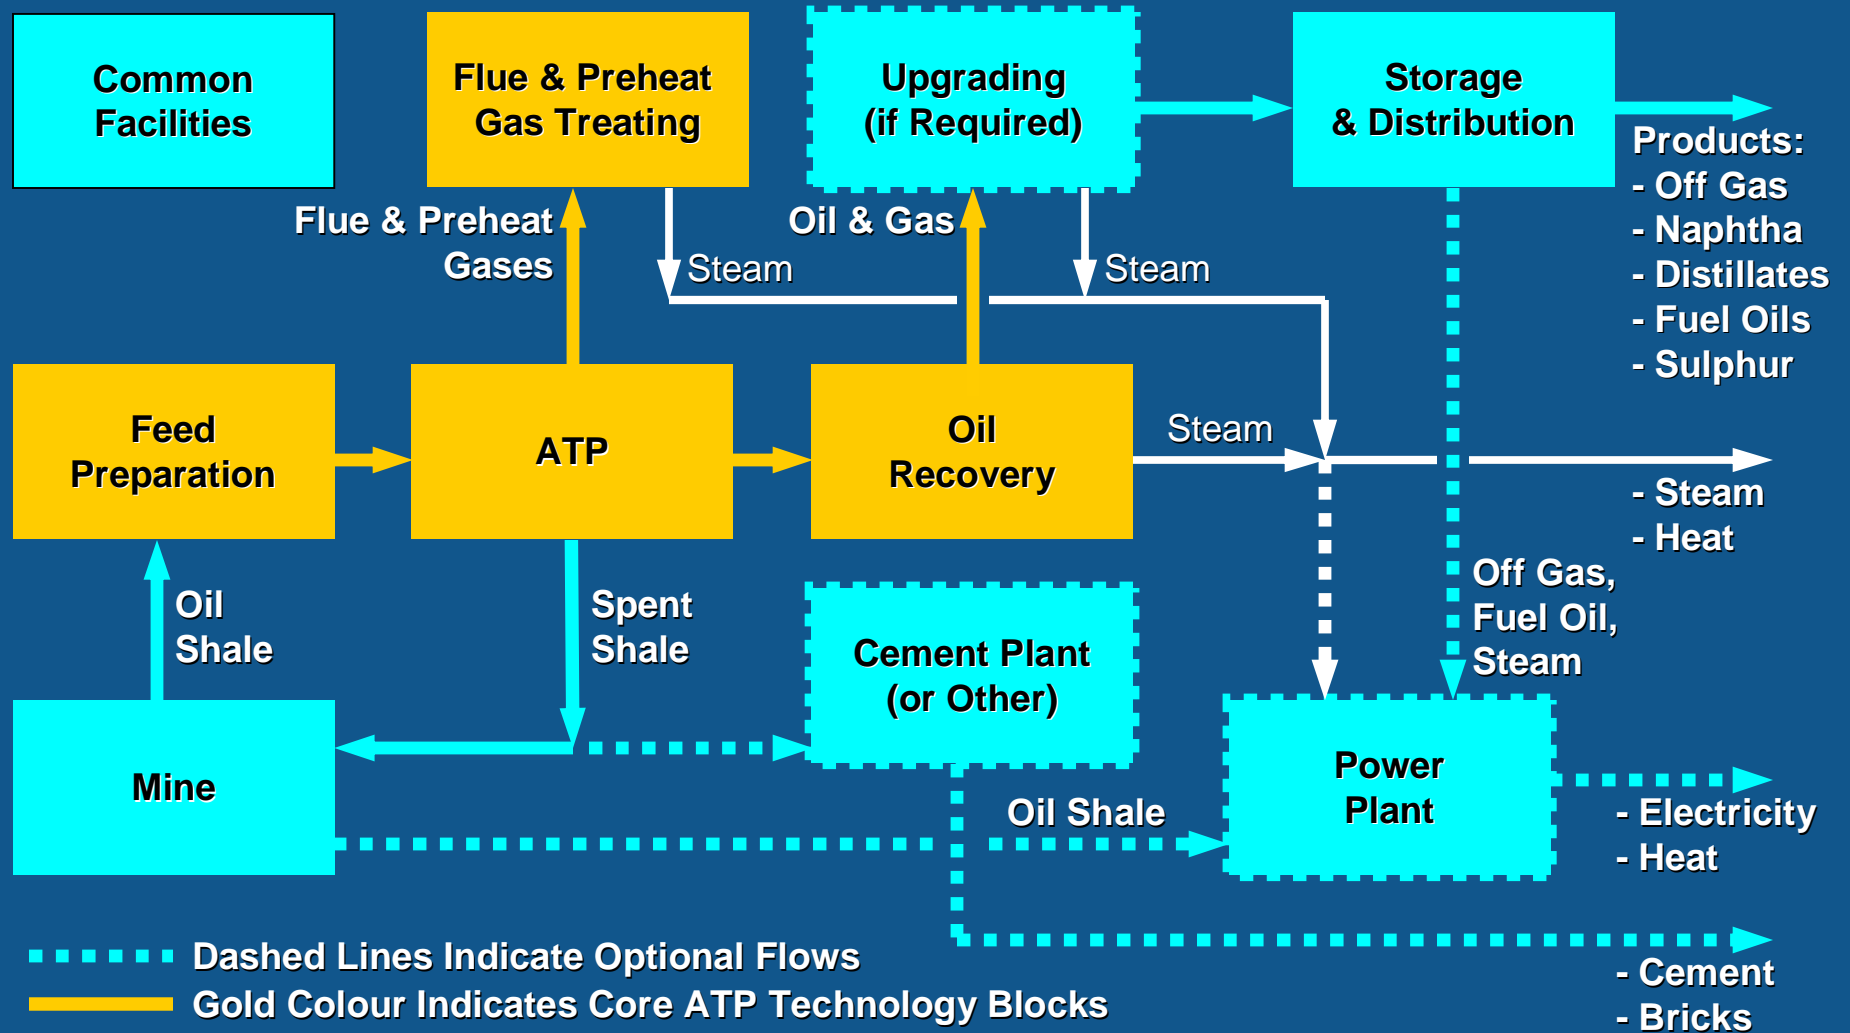 Common
Facilities
Flue & Preheat
Gas Treating
Upgrading
(if Required)
Storage
& Distribution
Products:
- Off Gas
- Naphtha
- Distillates
- Fuel Oils
- Sulphur
Flue & Preheat
Gases
Steam
Oil & Gas
Steam
Feed
Preparation
ATP
Oil
Recovery
Steam
- Steam
- Heat
Oil
Shale
Spent
Shale
Off Gas,
Fuel Oil,
Steam
Cement Plant
(or Other)
Mine
Power
Plant
Oil Shale
- Electricity
- Heat
Dashed Lines Indicate Optional Flows
Gold Colour Indicates Core ATP Technology Blocks
- Cement
- Bricks